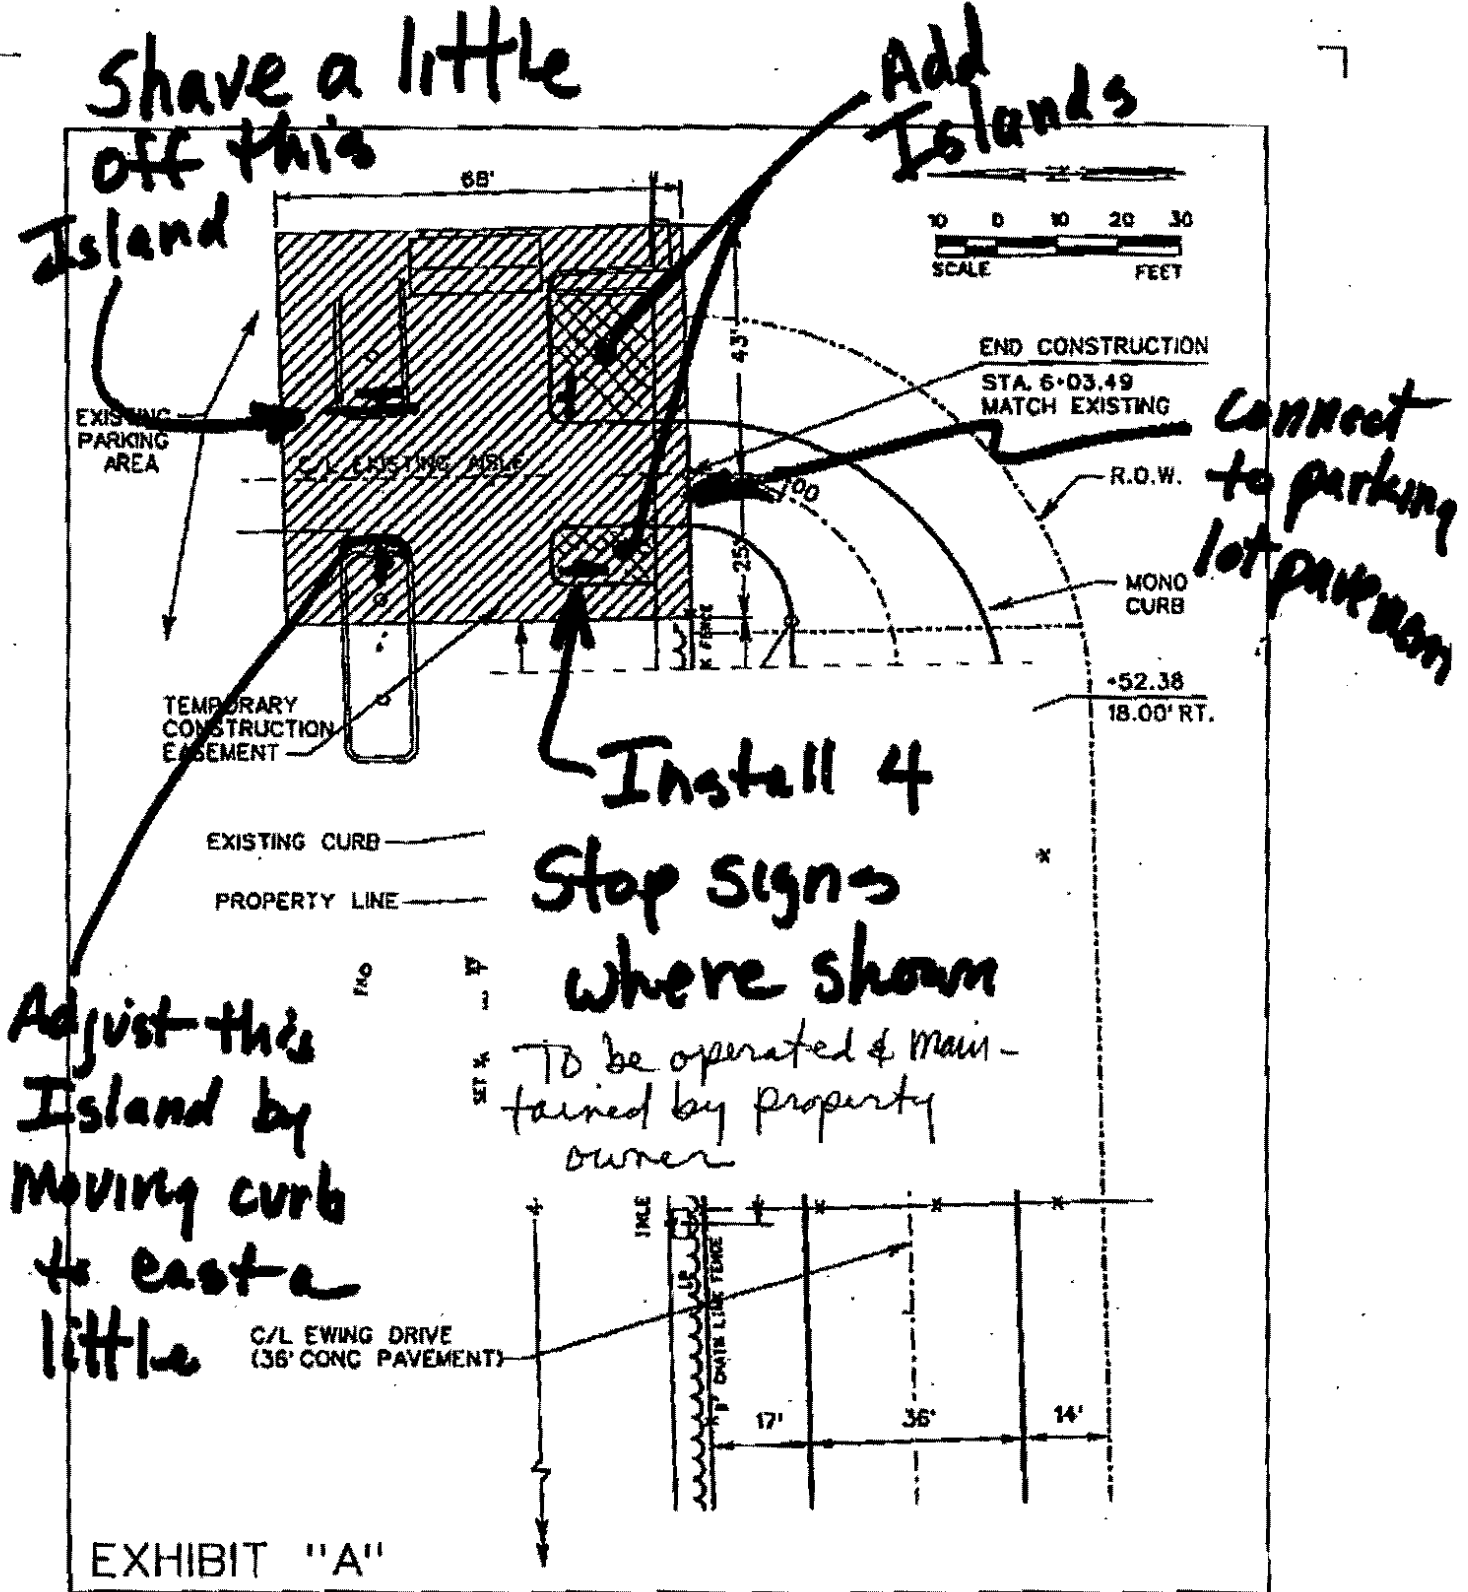 Shave a little
off this
Island
Add
Islands
68'
10 0 10 20 30
SCALE FEET
43'
END CONSTRUCTION
STA. 6+03.49
MATCH EXISTING
Connect
to parking
lot pavement
EXISTING
PARKING
AREA
C/L EXISTING AISLE
R.O.W.
25'
MONO
CURB
K FENCE
+52.38
18.00' RT.
TEMPORARY
CONSTRUCTION
EASEMENT
Install 4
Stop signs
where shown
To be operated & main-
tained by property
owner
EXISTING CURB
PROPERTY LINE
FND
SET
Adjust this
Island by
Moving curb
to east a
little
C/L EWING DRIVE
(36' CONC PAVEMENT)
CHAIN LINK FENCE
17'
36'
14'
EXHIBIT "A"